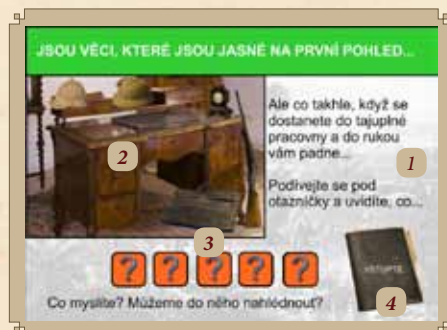 JSOU VĚCI, KTERÉ JSOU JASNÉ NA PRVNÍ POHLED...
Ale co takhle, když se
dostanete do tajuplné
pracovny a do rukou
vám padne...
1
2
Podívejte se pod
otazníčky a uvidíte, co...
3
? ? ? ? ?
VSTUPTE
4
Co myslíte? Můžeme do něho nahlédnout?